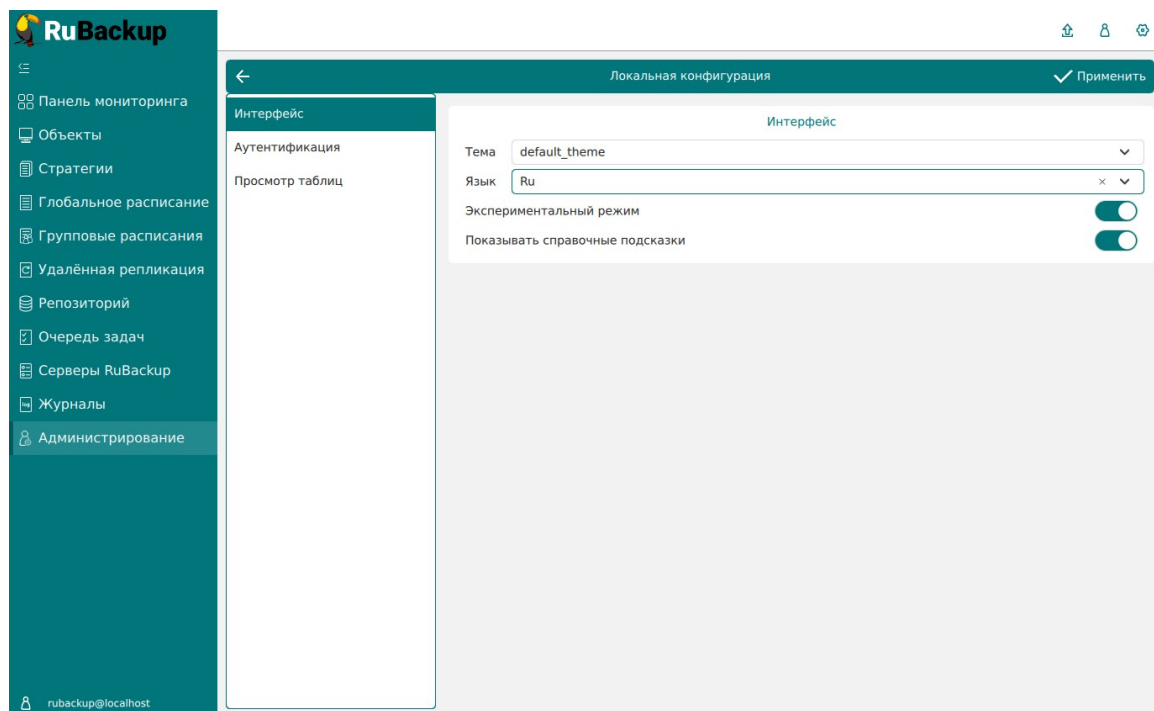 RuBackup
Панель мониторинга
Объекты
Стратегии
Глобальное расписание
Групповые расписания
Удалённая репликация
Репозиторий
Очередь задач
Серверы RuBackup
Журналы
Администрирование
rubackup@localhost
Локальная конфигурация
Применить
Интерфейс
Аутентификация
Просмотр таблиц
Интерфейс
Тема default_theme
Язык Ru
Экспериментальный режим
Показывать справочные подсказки